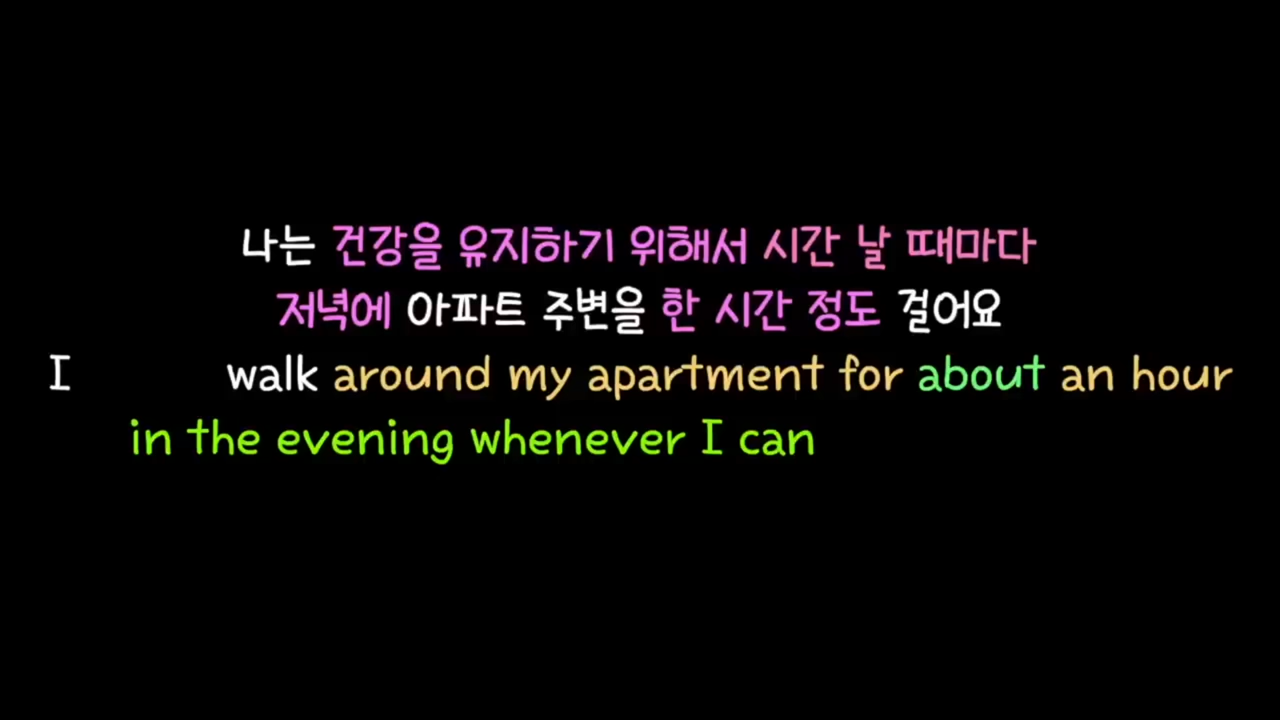 나는 건강을 유지하기 위해서 시간 날 때마다
저녁에 아파트 주변을 한 시간 정도 걸어요
I walk around my apartment for about an hour
in the evening whenever I can